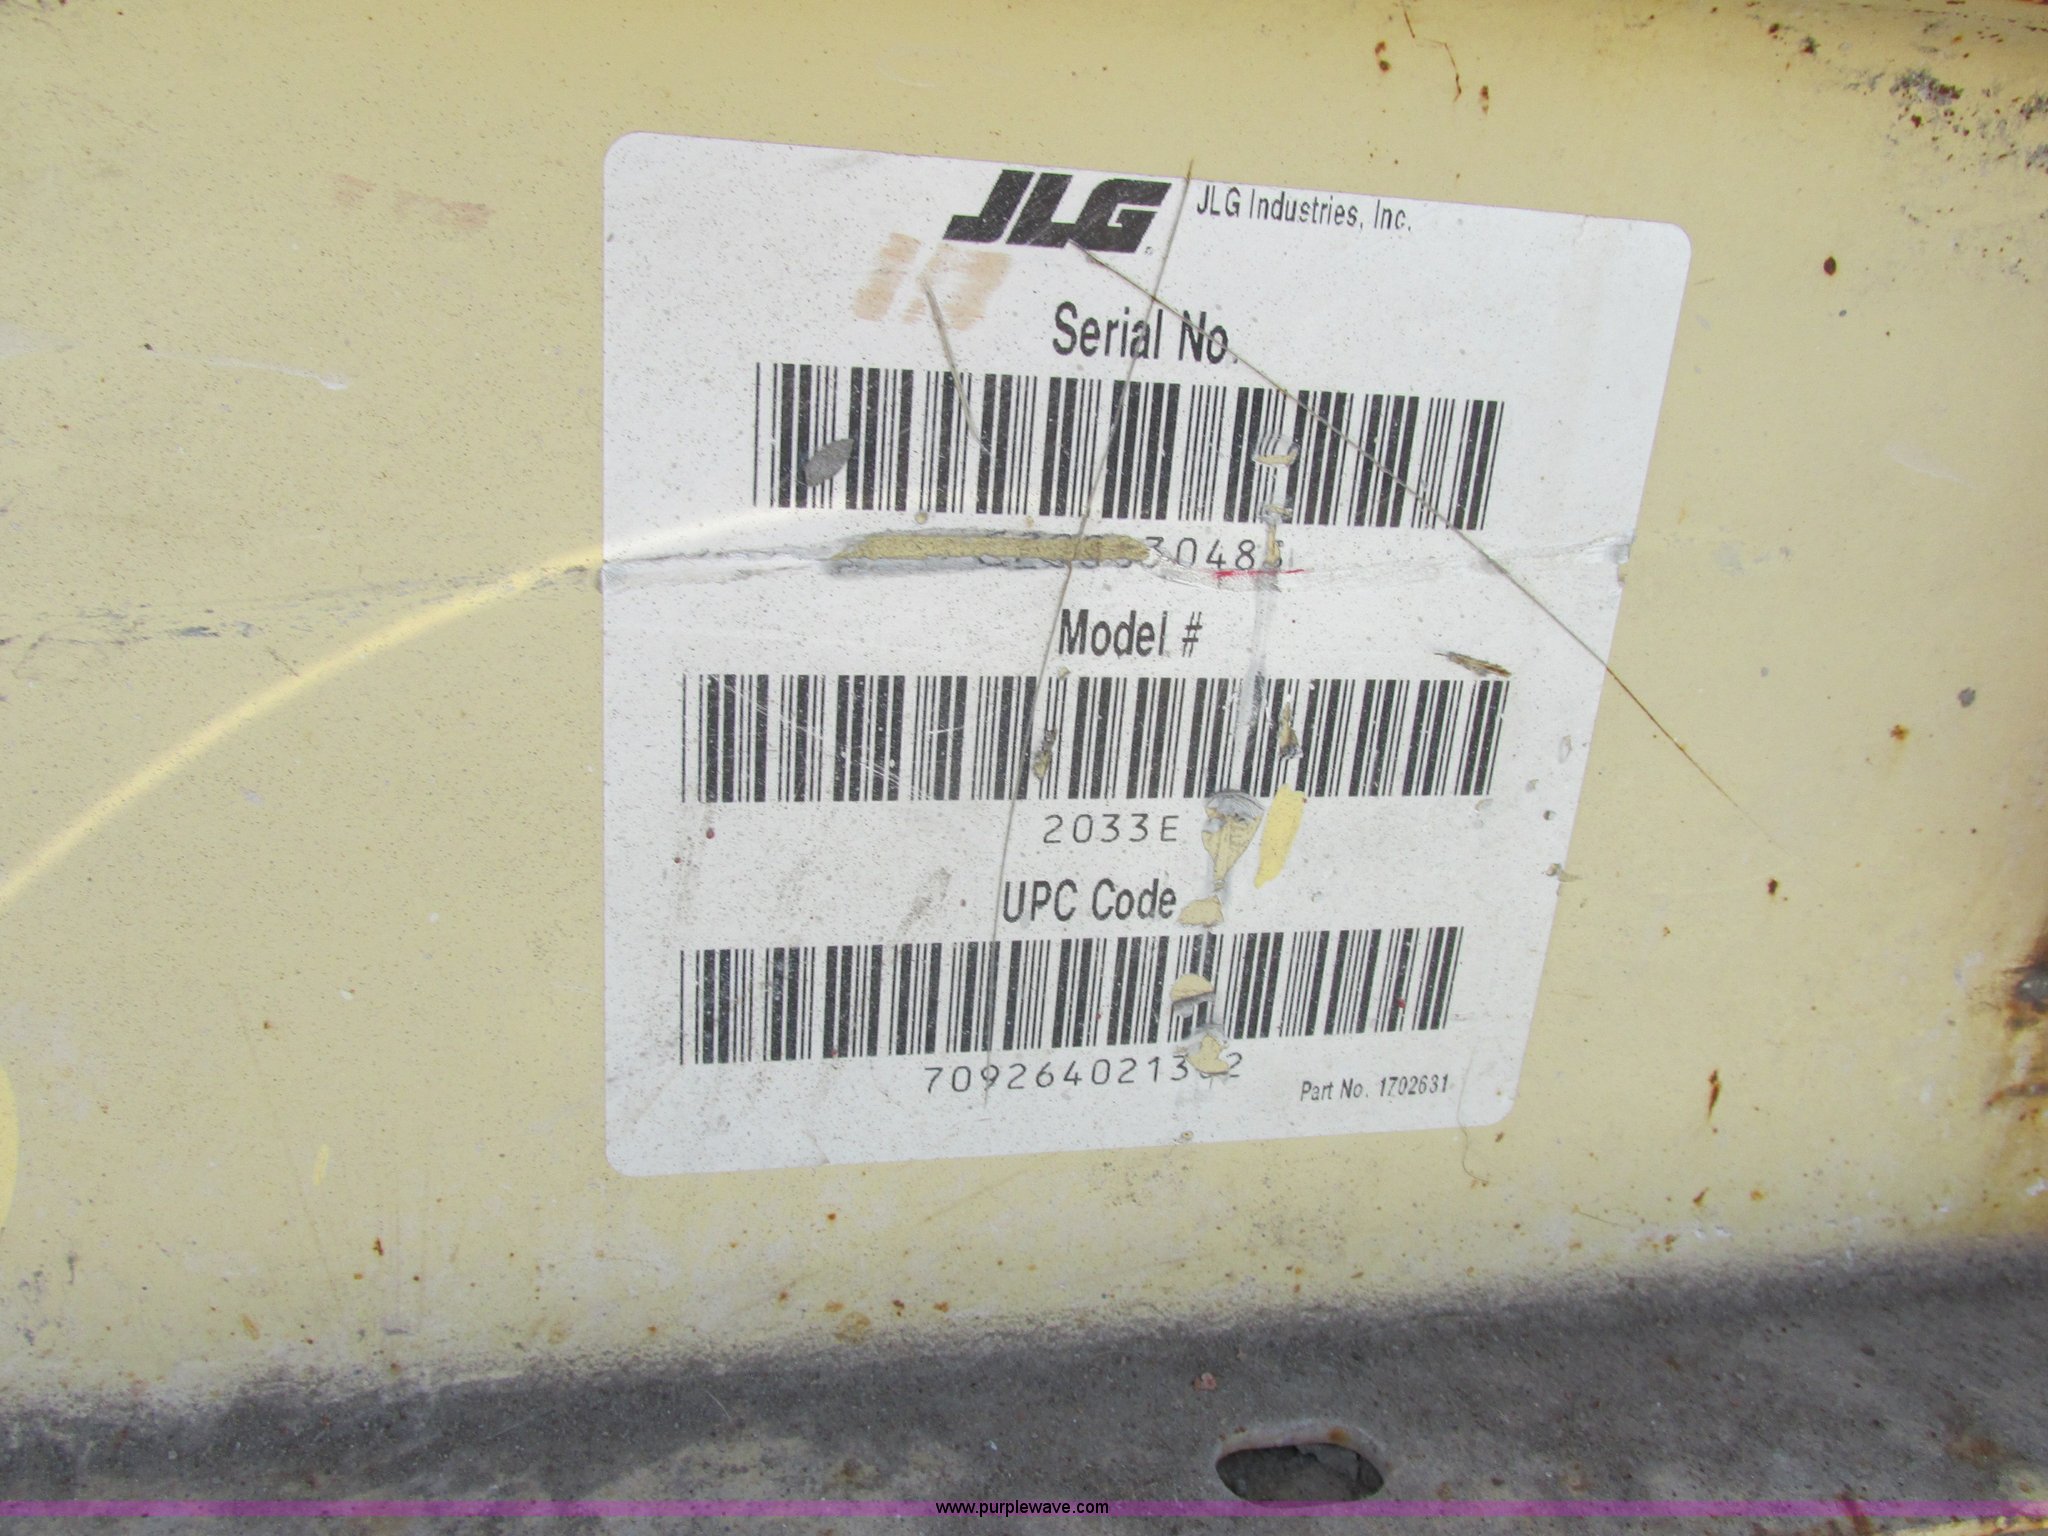 JLG
JLG Industries, Inc.
Serial No.
Model #
2033E
UPC Code
Part No. 1702631
www.purplewave.com